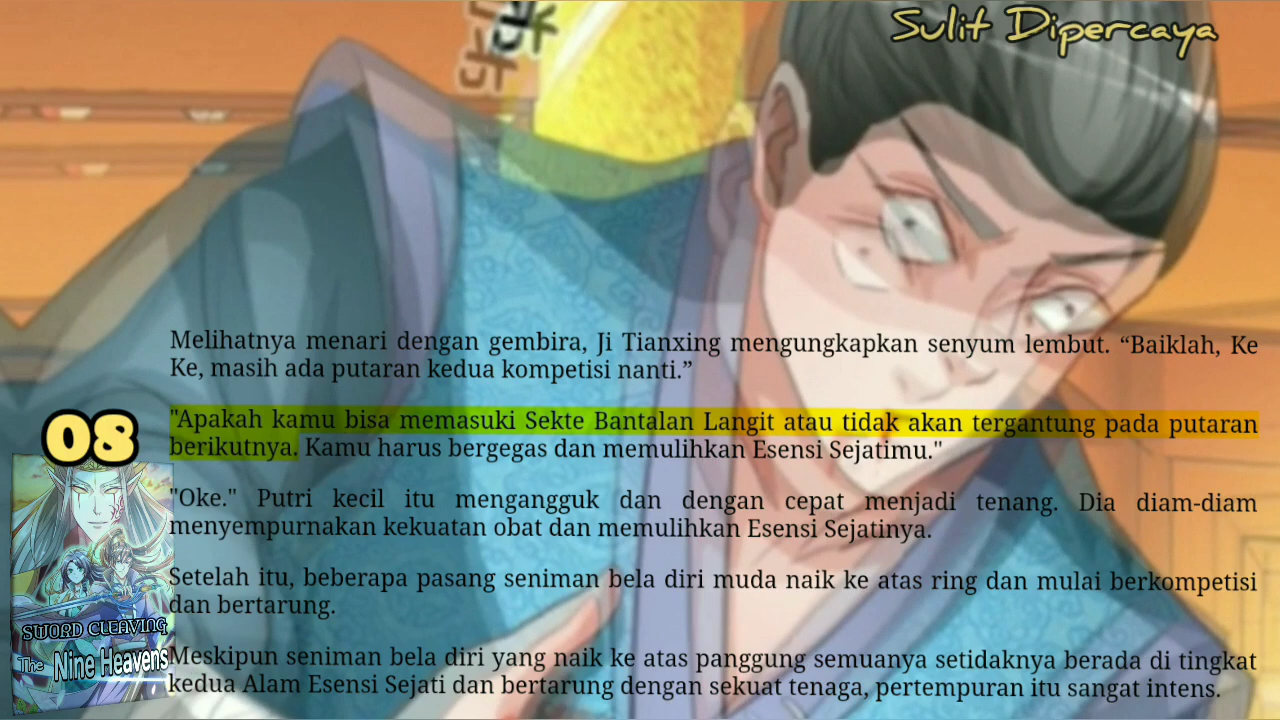 Sulit Dipercaya
Melihatnya menari dengan gembira, Ji Tianxing mengungkapkan senyum lembut. “Baiklah, Ke
Ke, masih ada putaran kedua kompetisi nanti.”
"Apakah kamu bisa memasuki Sekte Bantalan Langit atau tidak akan tergantung pada putaran
berikutnya. Kamu harus bergegas dan memulihkan Esensi Sejatimu."
08
"Oke." Putri kecil itu mengangguk dan dengan cepat menjadi tenang. Dia diam-diam
menyempurnakan kekuatan obat dan memulihkan Esensi Sejatinya.
Setelah itu, beberapa pasang seniman bela diri muda naik ke atas ring dan mulai berkompetisi
dan bertarung.
SWORD CLEAVING
The Nine Heavens
Meskipun seniman bela diri yang naik ke atas panggung semuanya setidaknya berada di tingkat
kedua Alam Esensi Sejati dan bertarung dengan sekuat tenaga, pertempuran itu sangat intens.